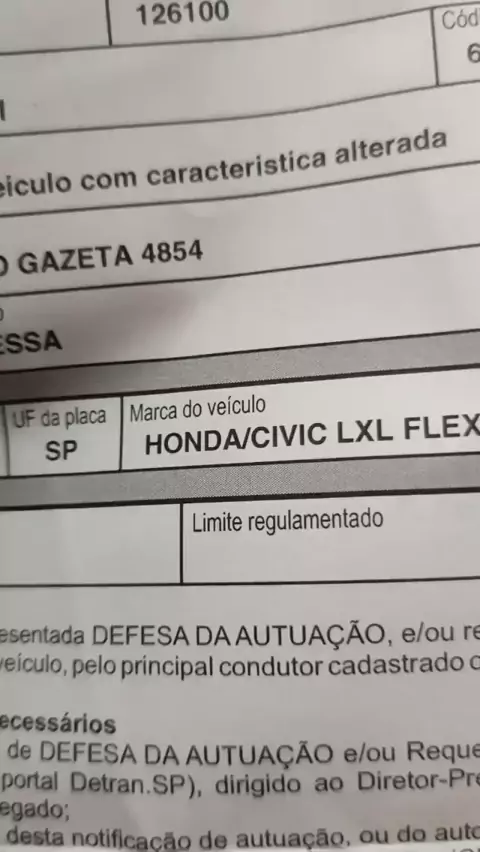 126100
Cód
6
eiculo com caracteristica alterada
O GAZETA 4854
ESSA
UF da placa
SP
Marca do veículo
HONDA/CIVIC LXL FLEX
Limite regulamentado
esentada DEFESA DA AUTUAÇÃO, e/ou re
veículo, pelo principal condutor cadastrado
ecessários
de DEFESA DA AUTUAÇÃO e/ou Reque
portal Detran.SP), dirigido ao Diretor-Pre
egado;
desta notificação de autuação, ou do auto